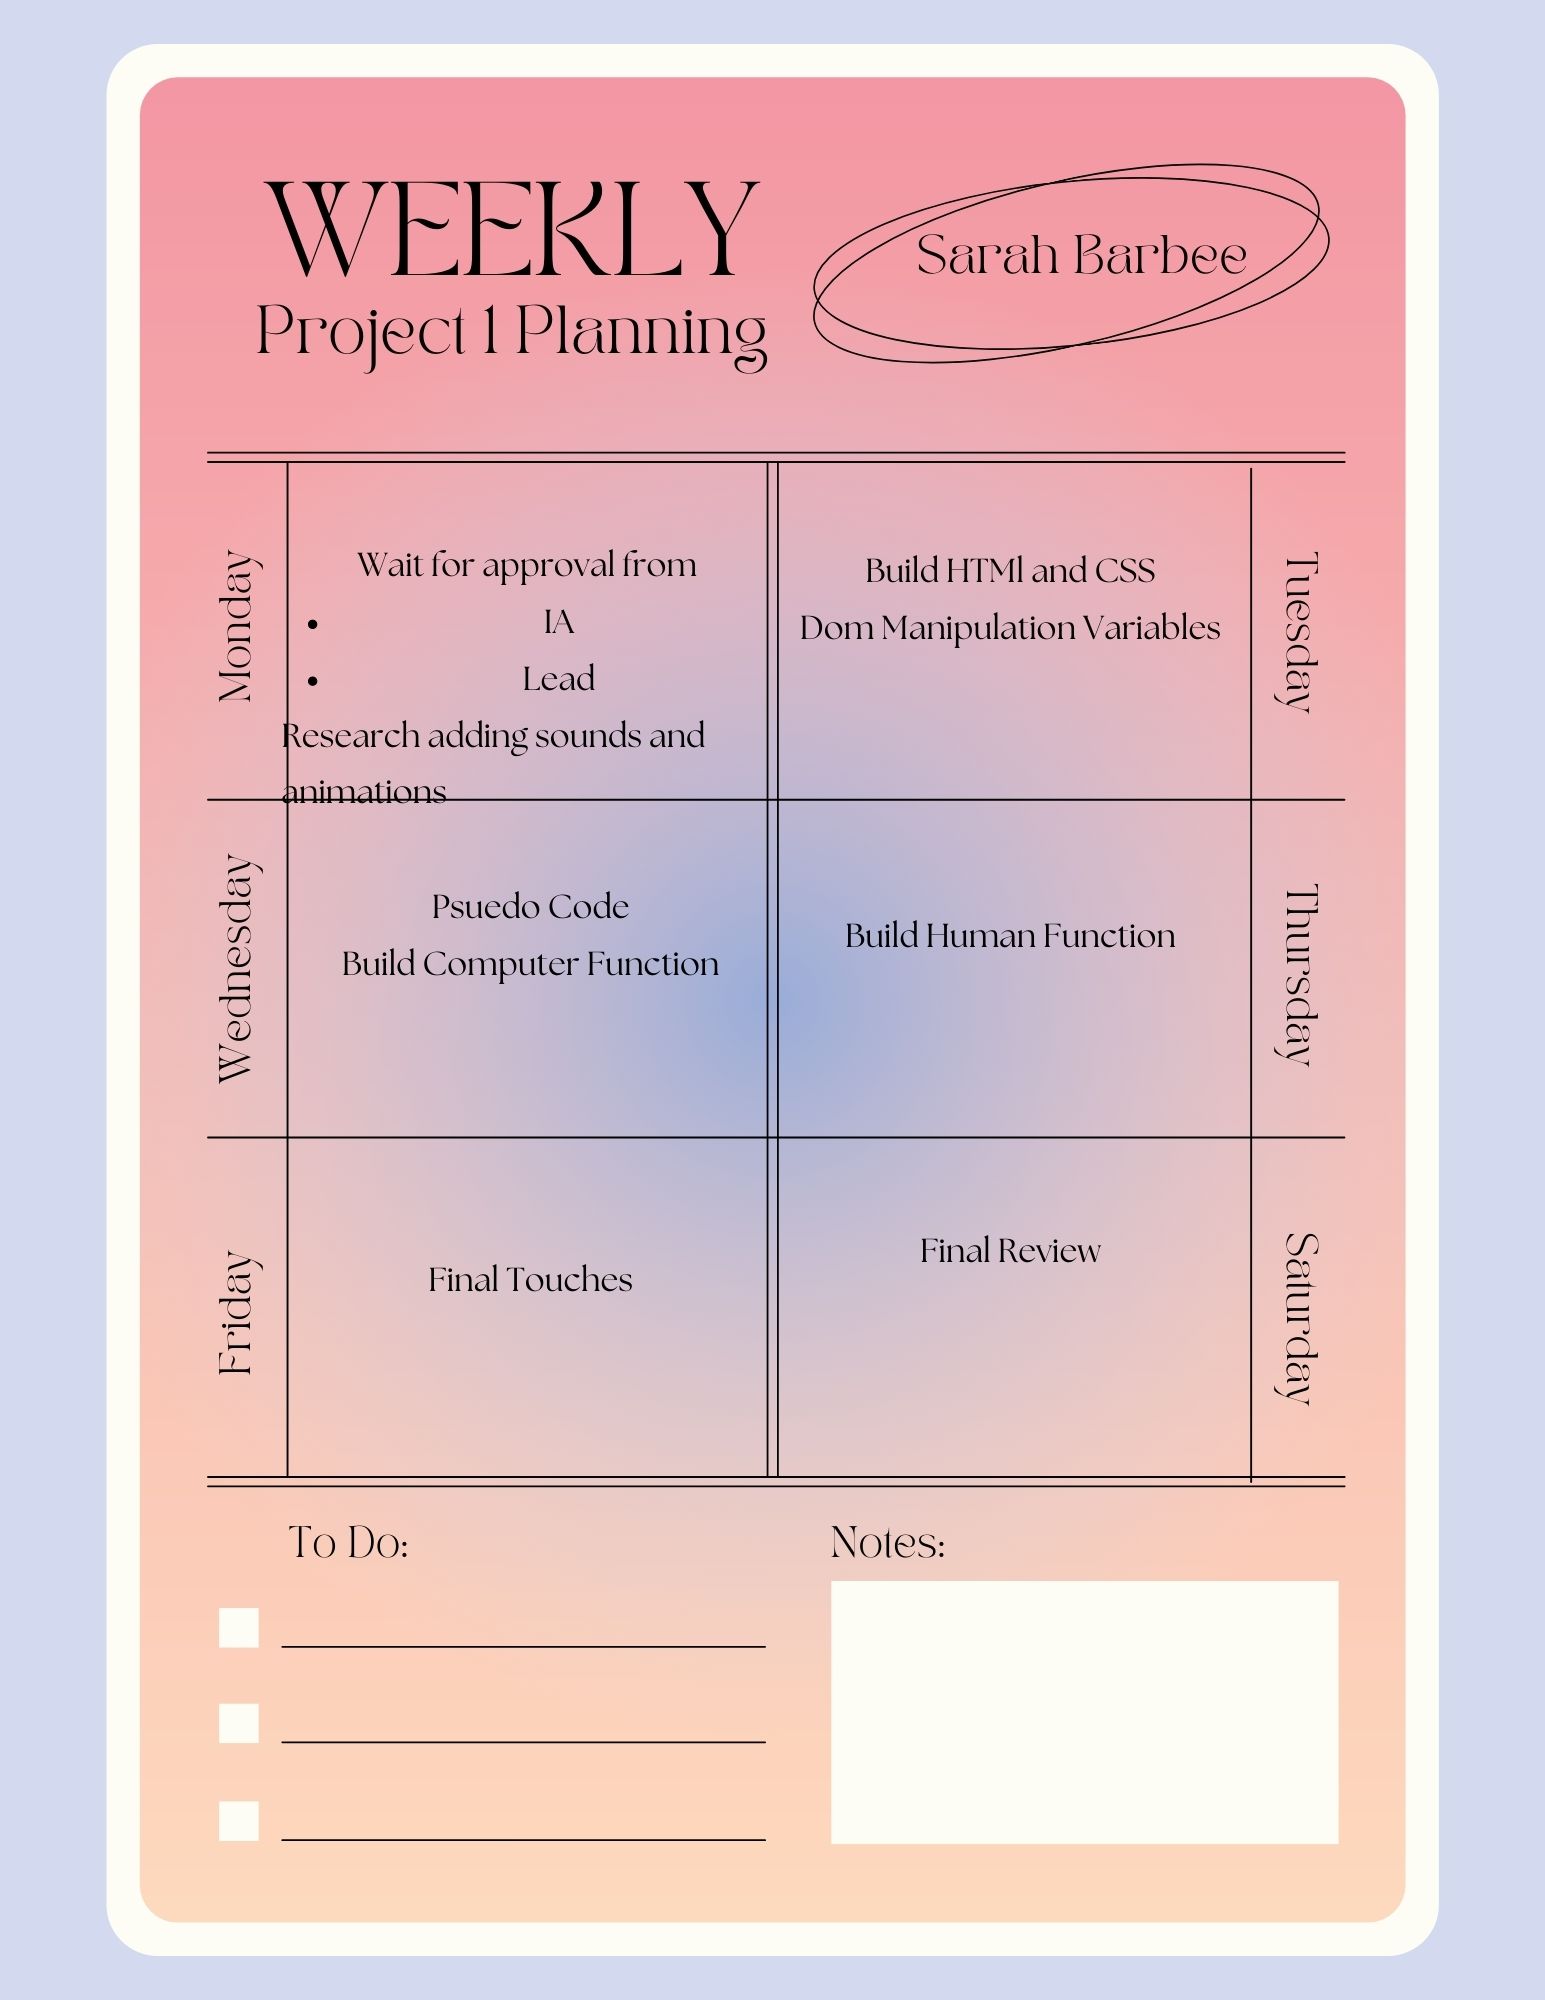 WEEKLY
Project 1 Planning
Sarah Barbee
Monday
Wait for approval from
• IA
• Lead
Research adding sounds and
animations
Tuesday
Build HTMl and CSS
Dom Manipulation Variables
Wednesday
Psuedo Code
Build Computer Function
Thursday
Build Human Function
Friday
Final Touches
Saturday
Final Review
To Do:
Notes: